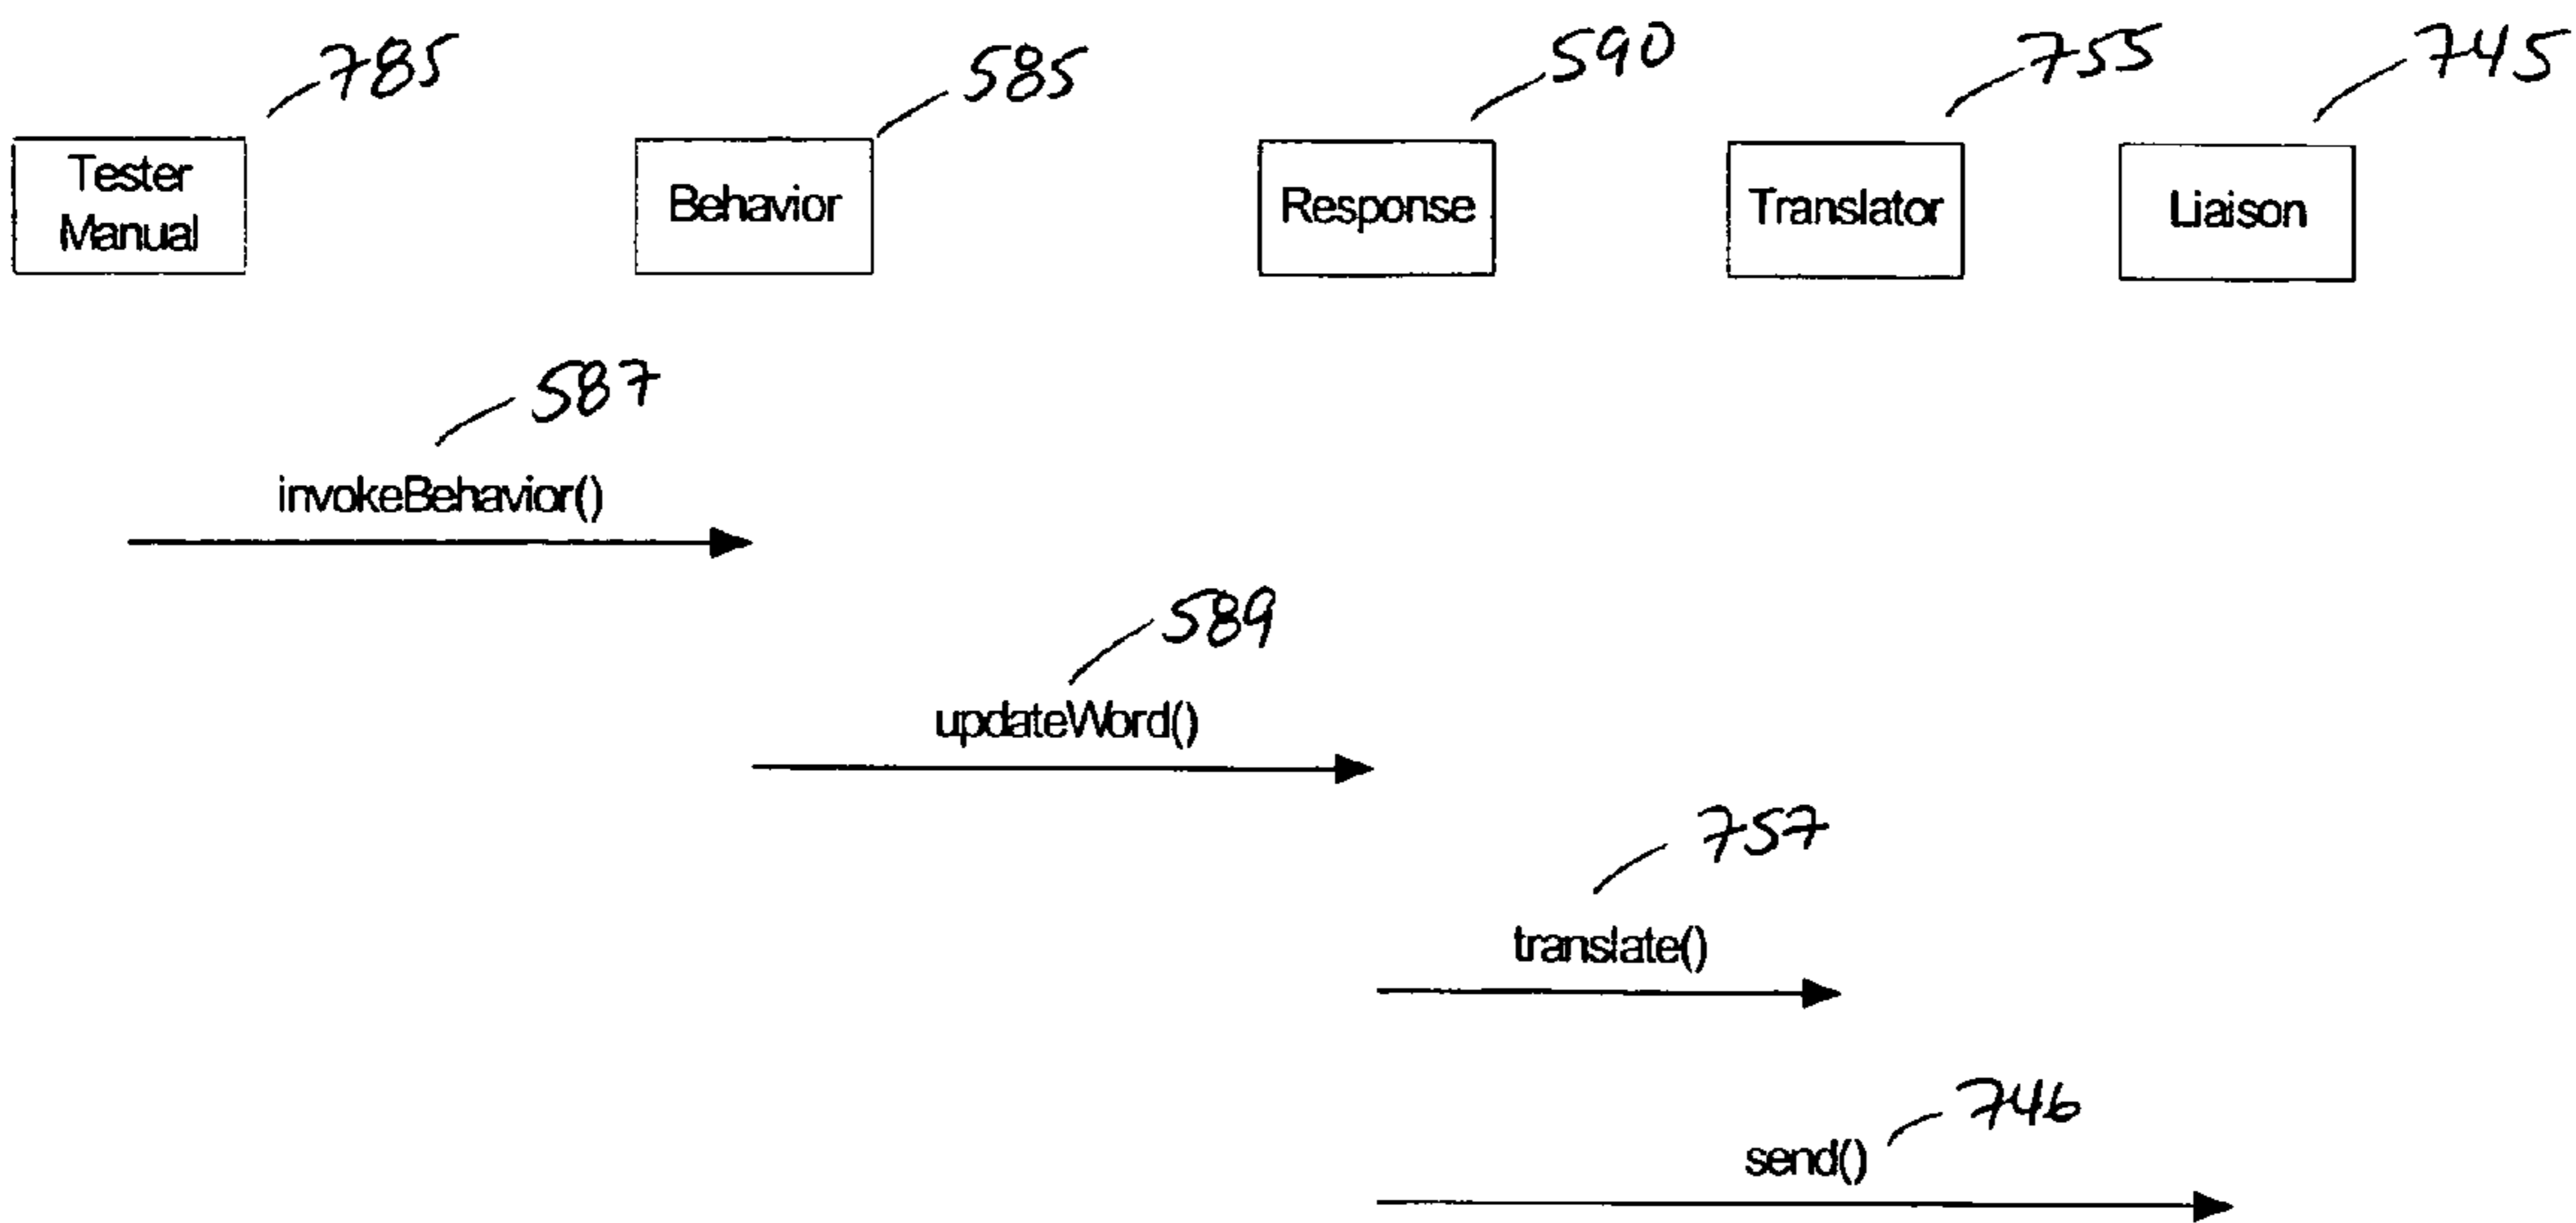 785
585
590
755
745
Tester
Manual
Behavior
Response
Translator
Liaison
587
invokeBehavior()
589
updateWord()
757
translate()
746
send()